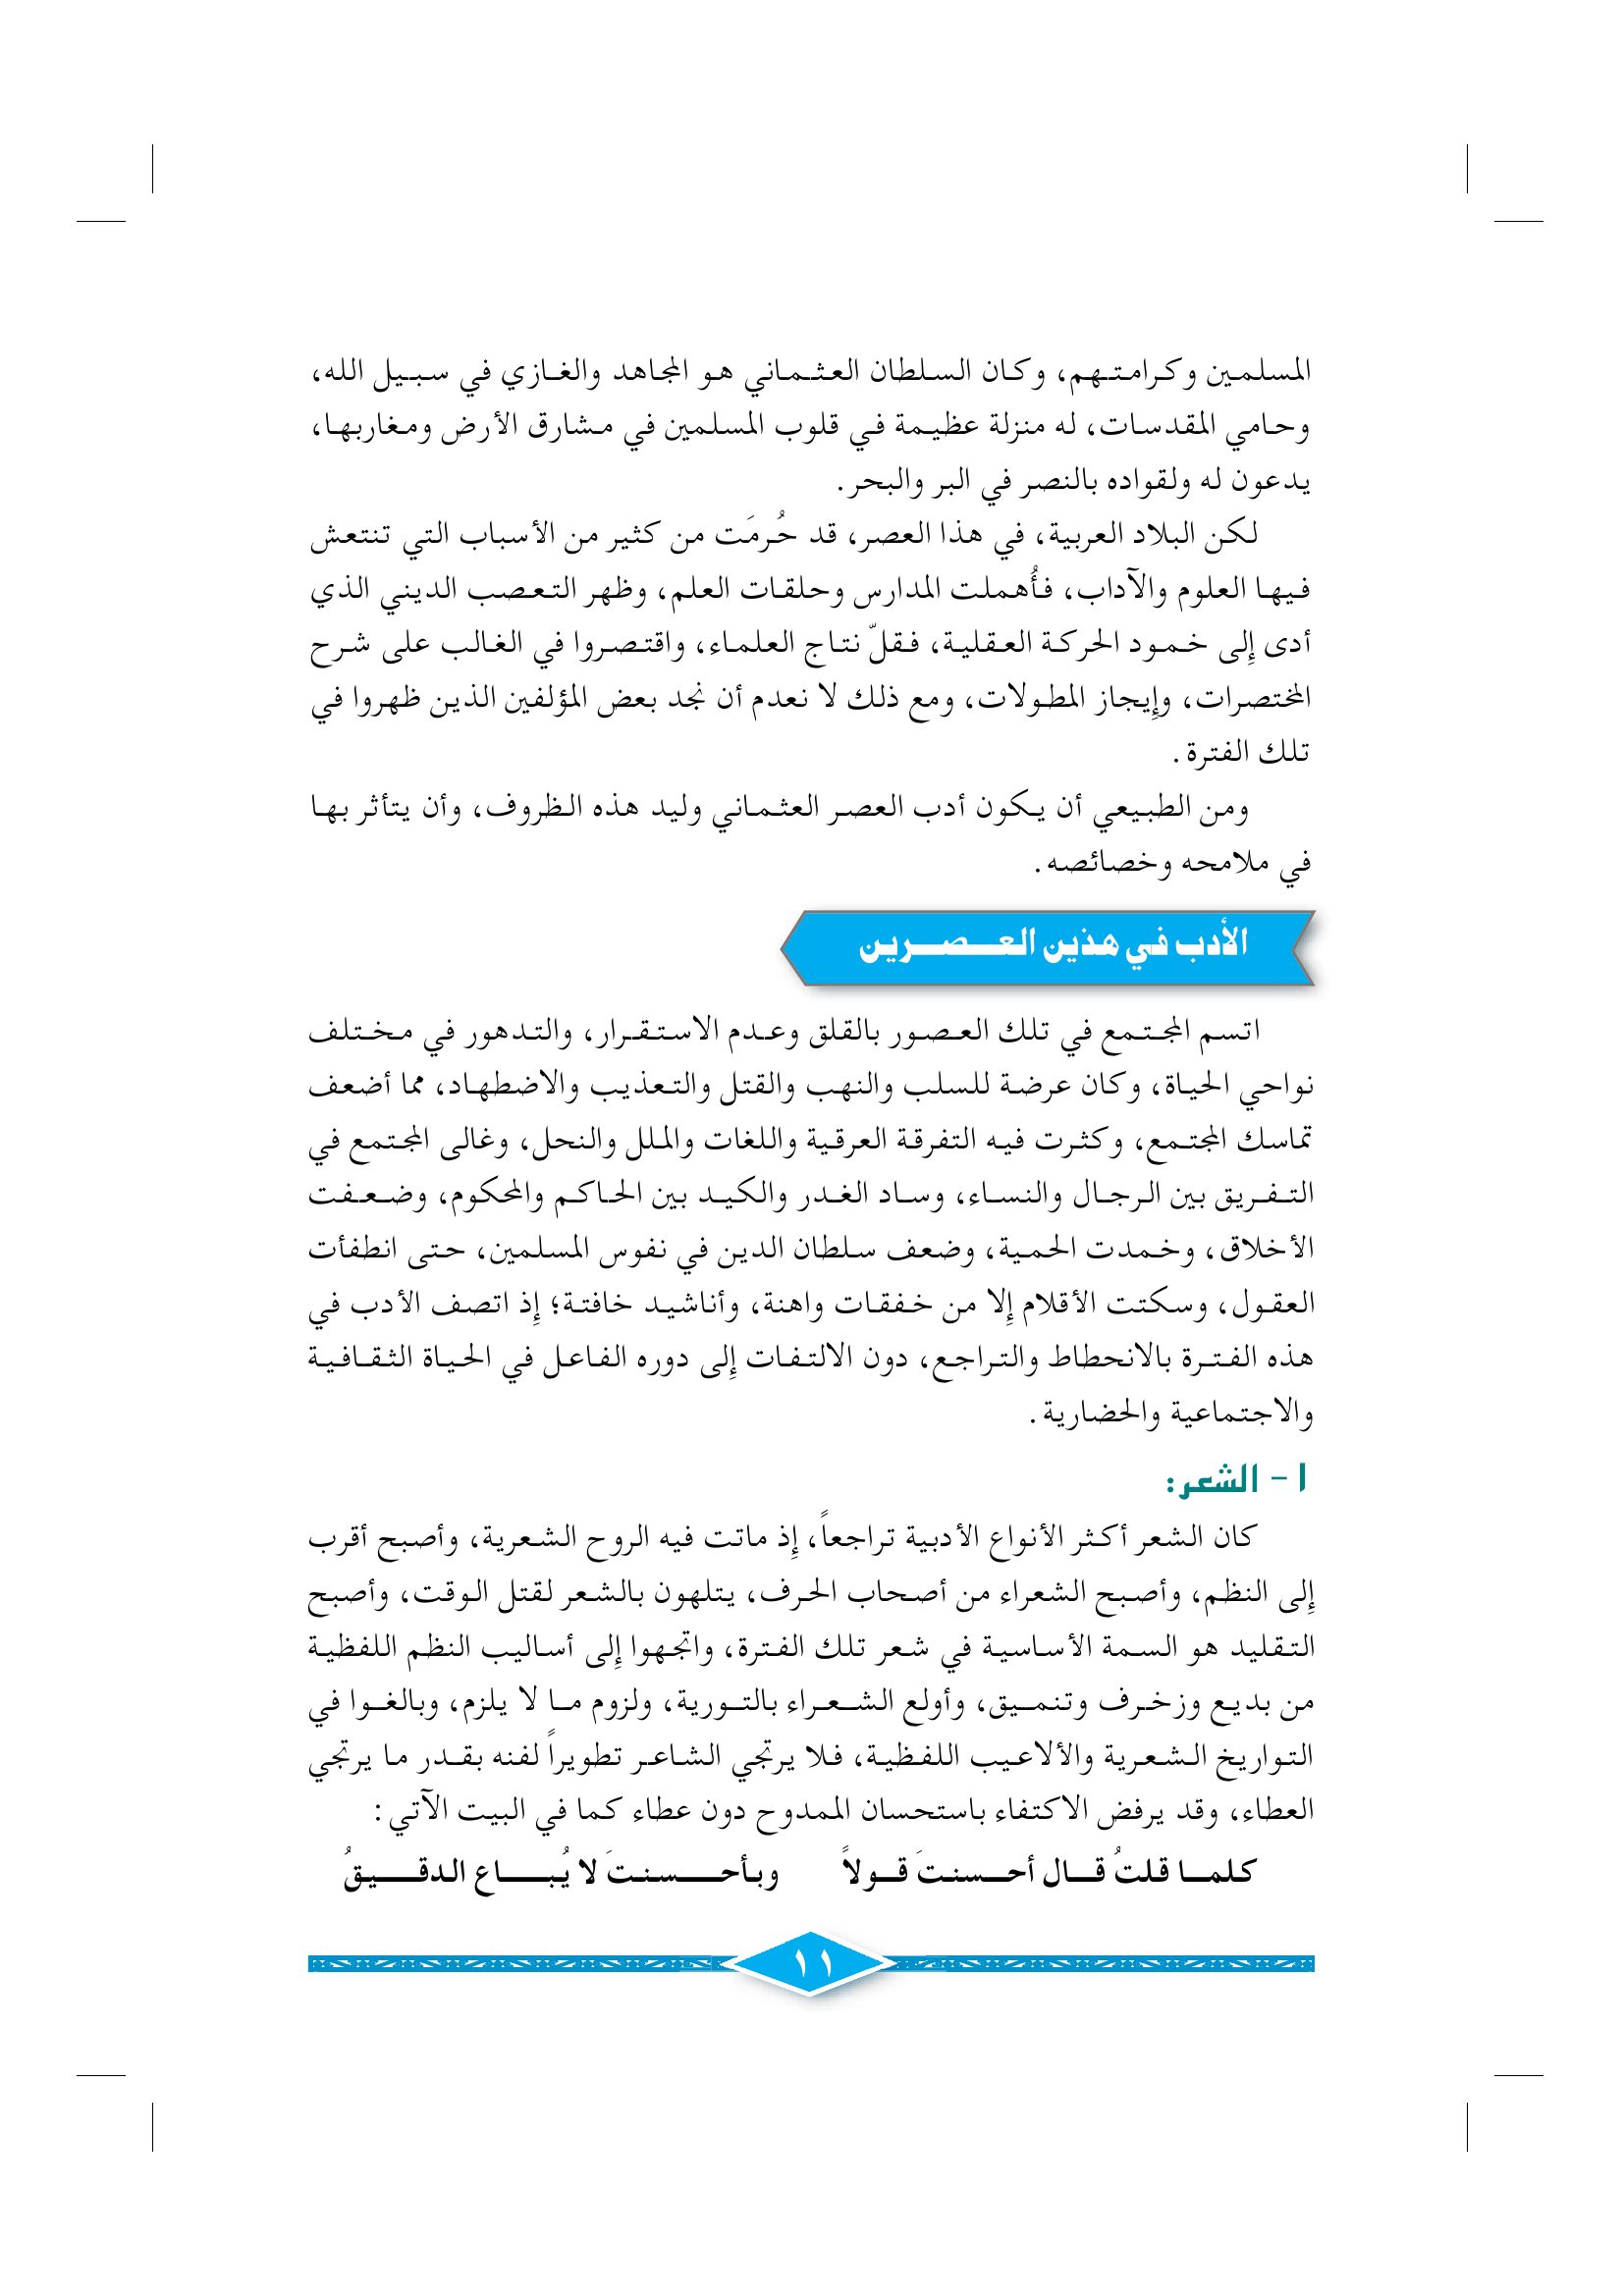 المسلمين وكرامتهم، وكان السلطان العثماني هو المجاهد والغازي في سبيل الله،
وحامي المقدسات، له منزلة عظيمة في قلوب المسلمين في مشارق الأرض ومغاربها،
يدعون له ولقواده بالنصر في البر والبحر.
لكن البلاد العربية، في هذا العصر، قد حُرمَت من كثير من الأسباب التي تنتعش
فيها العلوم والآداب، فأُهملت المدارس وحلقات العلم، وظهر التعصب الديني الذي
أدى إِلى خمود الحركة العقلية، فقلّ نتاج العلماء، واقتصروا في الغالب على شرح
المختصرات، وإِيجاز المطولات، ومع ذلك لا نعدم أن نجد بعض المؤلفين الذين ظهروا في
تلك الفترة.
ومن الطبيعي أن يكون أدب العصر العثماني وليد هذه الظروف، وأن يتأثر بها
في ملامحه وخصائصه.
الأدب في هذين العصرين
اتسم المجتمع في تلك العصور بالقلق وعدم الاستقرار، والتدهور في مختلف
نواحي الحياة، وكان عرضة للسلب والنهب والقتل والتعذيب والاضطهاد، مما أضعف
تماسك المجتمع، وكثرت فيه التفرقة العرقية واللغات والملل والنحل، وغالى المجتمع في
التفريق بين الرجال والنساء، وساد الغدر والكيد بين الحاكم والمحكوم، وضعفت
الأخلاق، وخمدت الحمية، وضعف سلطان الدين في نفوس المسلمين، حتى انطفأت
العقول، وسكتت الأقلام إِلا من خفقات واهنة، وأناشيد خافتة؛ إِذ اتصف الأدب في
هذه الفترة بالانحطاط والتراجع، دون الالتفات إِلى دوره الفاعل في الحياة الثقافية
والاجتماعية والحضارية.
١ - الشعر:
كان الشعر أكثر الأنواع الأدبية تراجعاً، إِذ ماتت فيه الروح الشعرية، وأصبح أقرب
إِلى النظم، وأصبح الشعراء من أصحاب الحرف، يتلهون بالشعر لقتل الوقت، وأصبح
التقليد هو السمة الأساسية في شعر تلك الفترة، واتجهوا إِلى أساليب النظم اللفظية
من بديع وزخرف وتنميق، وأولع الشعراء بالتورية، ولزوم ما لا يلزم، وبالغوا في
التواريخ الشعرية والألاعيب اللفظية، فلا يرتجي الشاعر تطويراً لفنه بقدر ما يرتجي
العطاء، وقد يرفض الاكتفاء باستحسان الممدوح دون عطاء كما في البيت الآتي:
كلما قلتُ قال أحسنتَ قولاً وبأحسنتَ لا يُباع الدقيقُ
١١